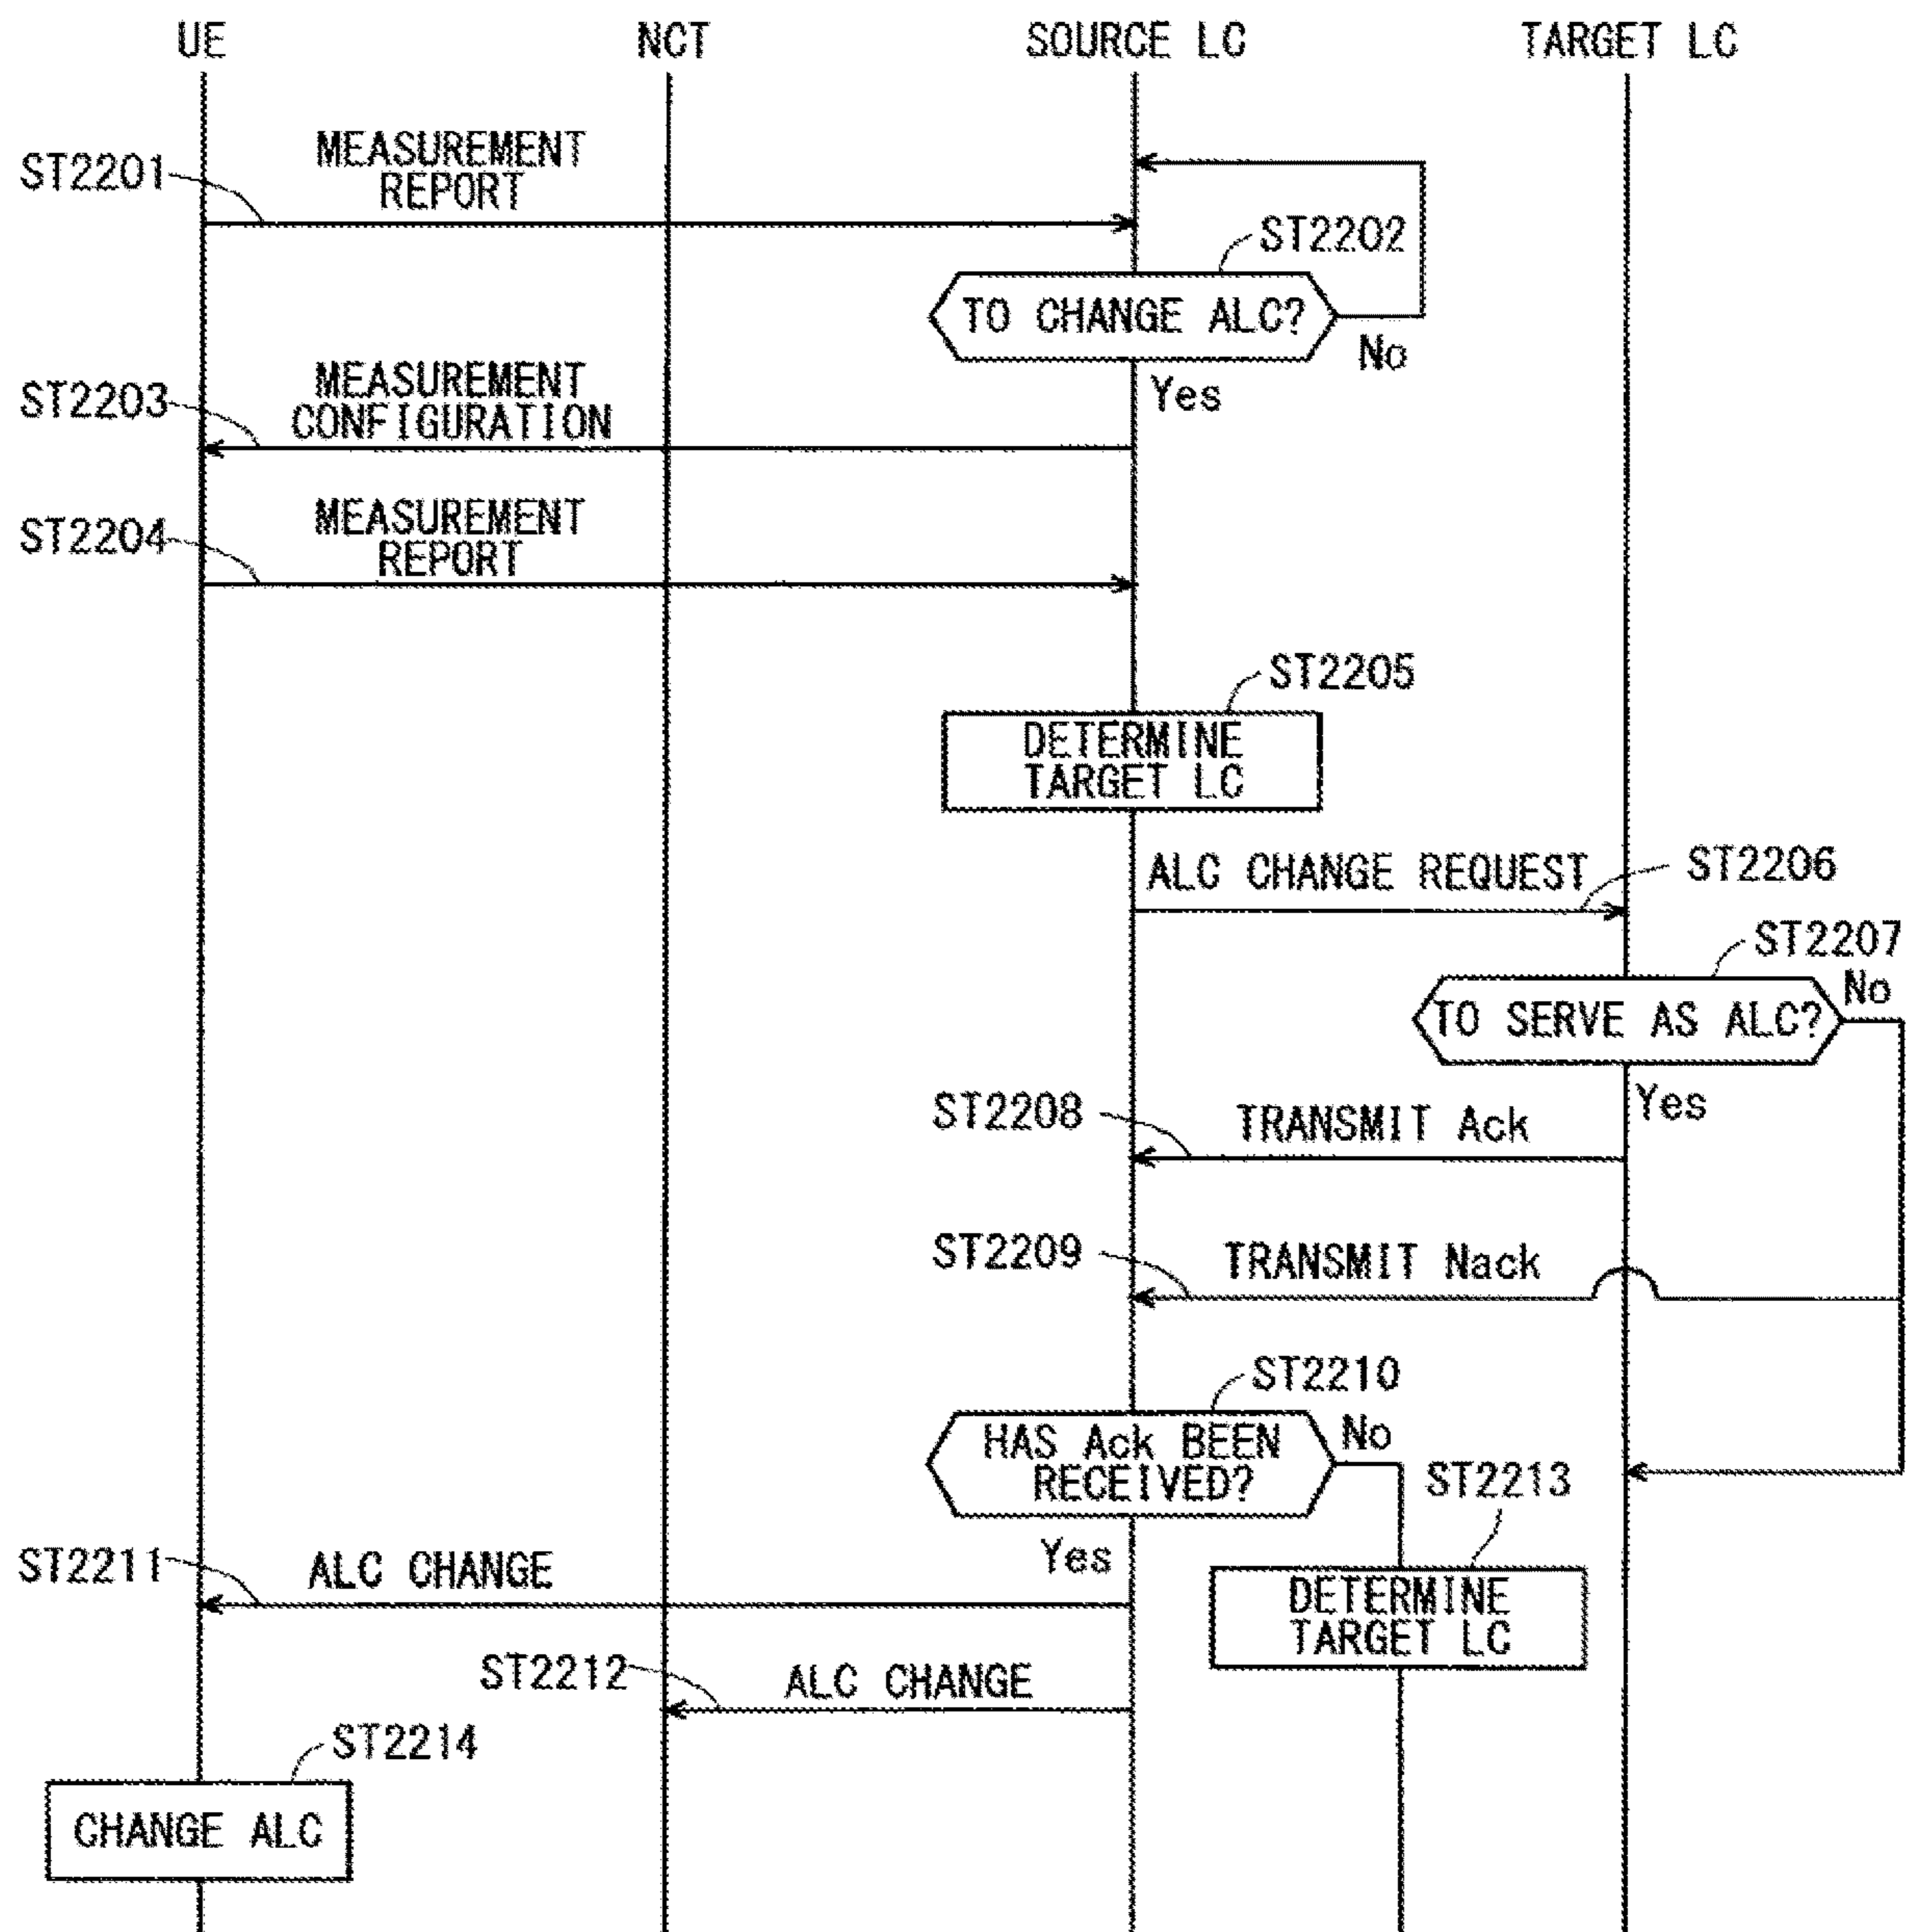 UE
NCT
SOURCE LC
TARGET LC
ST2201
MEASUREMENT
REPORT
ST2202
TO CHANGE ALC?
No
Yes
ST2203
MEASUREMENT
CONFIGURATION
ST2204
MEASUREMENT
REPORT
ST2205
DETERMINE
TARGET LC
ALC CHANGE REQUEST
ST2206
ST2207
TO SERVE AS ALC?
No
Yes
ST2208
TRANSMIT Ack
ST2209
TRANSMIT Nack
ST2210
HAS Ack BEEN
RECEIVED?
No
Yes
ST2213
DETERMINE
TARGET LC
ST2211
ALC CHANGE
ST2212
ALC CHANGE
ST2214
CHANGE ALC